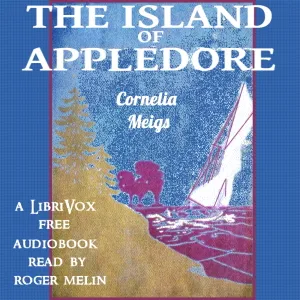 THE ISLAND
OF
APPLEDORE
Cornelia
Meigs
A LIBRIVOX
FREE
AUDIOBOOK
READ BY
ROGER MELIN